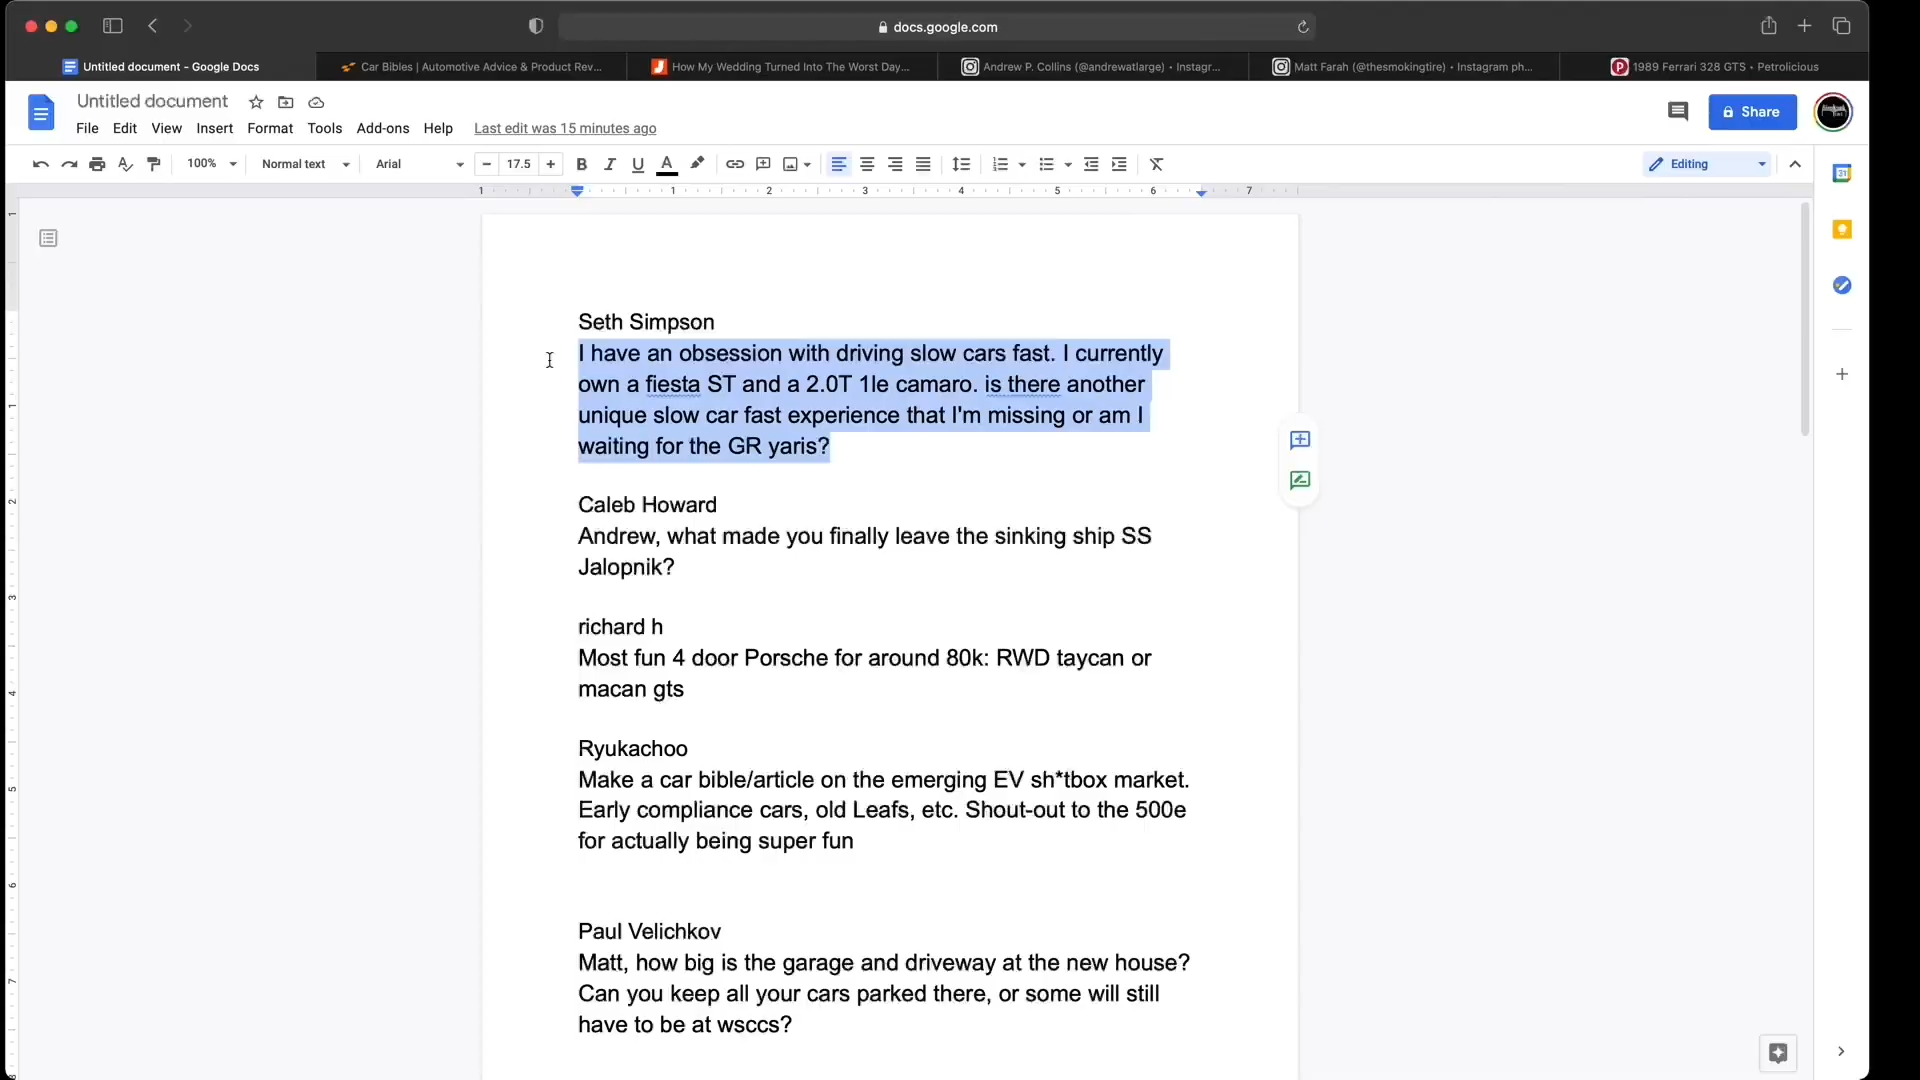 docs.google.com
Untitled document - Google Docs
Car Bibles | Automotive Advice & Product Rev...
How My Wedding Turned Into The Worst Day...
Andrew P. Collins (@andrewatlarge) • Instagr...
Matt Farah (@thesmokingtire) • Instagram ph...
1989 Ferrari 328 GTS • Petrolicious
Untitled document
File Edit View Insert Format Tools Add-ons Help Last edit was 15 minutes ago
Share
100% Normal text Arial 17.5 Editing
1 1 2 3 4 5 6 7
Seth Simpson
I have an obsession with driving slow cars fast. I currently
own a fiesta ST and a 2.0T 1le camaro. is there another
unique slow car fast experience that I'm missing or am I
waiting for the GR yaris?
Caleb Howard
Andrew, what made you finally leave the sinking ship SS
Jalopnik?
richard h
Most fun 4 door Porsche for around 80k: RWD taycan or
macan gts
Ryukachoo
Make a car bible/article on the emerging EV sh*tbox market.
Early compliance cars, old Leafs, etc. Shout-out to the 500e
for actually being super fun
Paul Velichkov
Matt, how big is the garage and driveway at the new house?
Can you keep all your cars parked there, or some will still
have to be at wsccs?